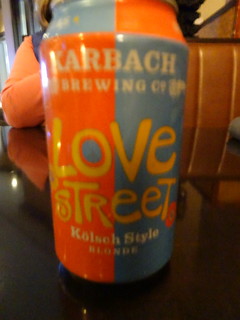 KARBACH
BREWING Co
LOVE
STREET
Kölsch Style
BLONDE